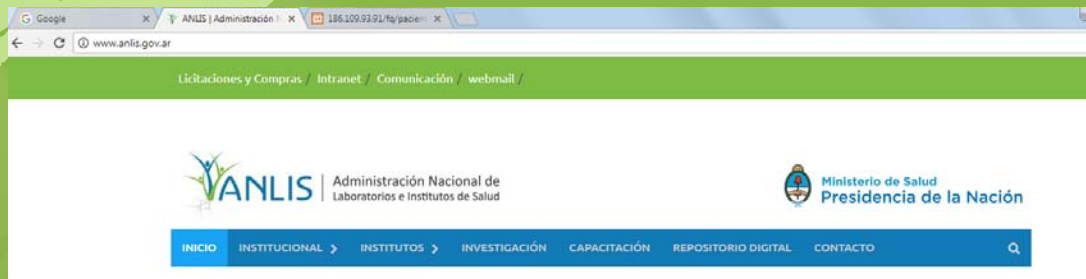 Google
ANLIS | Administración N
186.109.93.91/fq/pacien
www.anlis.gov.ar
Licitaciones y Compras / Intranet / Comunicación / webmail /
ANLIS | Administración Nacional de
Laboratorios e Institutos de Salud
Ministerio de Salud
Presidencia de la Nación
INICIO INSTITUCIONAL INSTITUTOS INVESTIGACIÓN CAPACITACIÓN REPOSITORIO DIGITAL CONTACTO